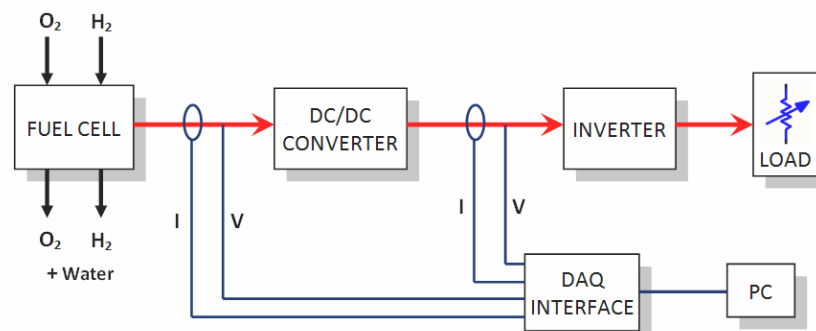 O₂ H₂
FUEL CELL
DC/DC
CONVERTER
INVERTER
LOAD
I V
I V
O₂ H₂
+ Water
DAQ
INTERFACE
PC